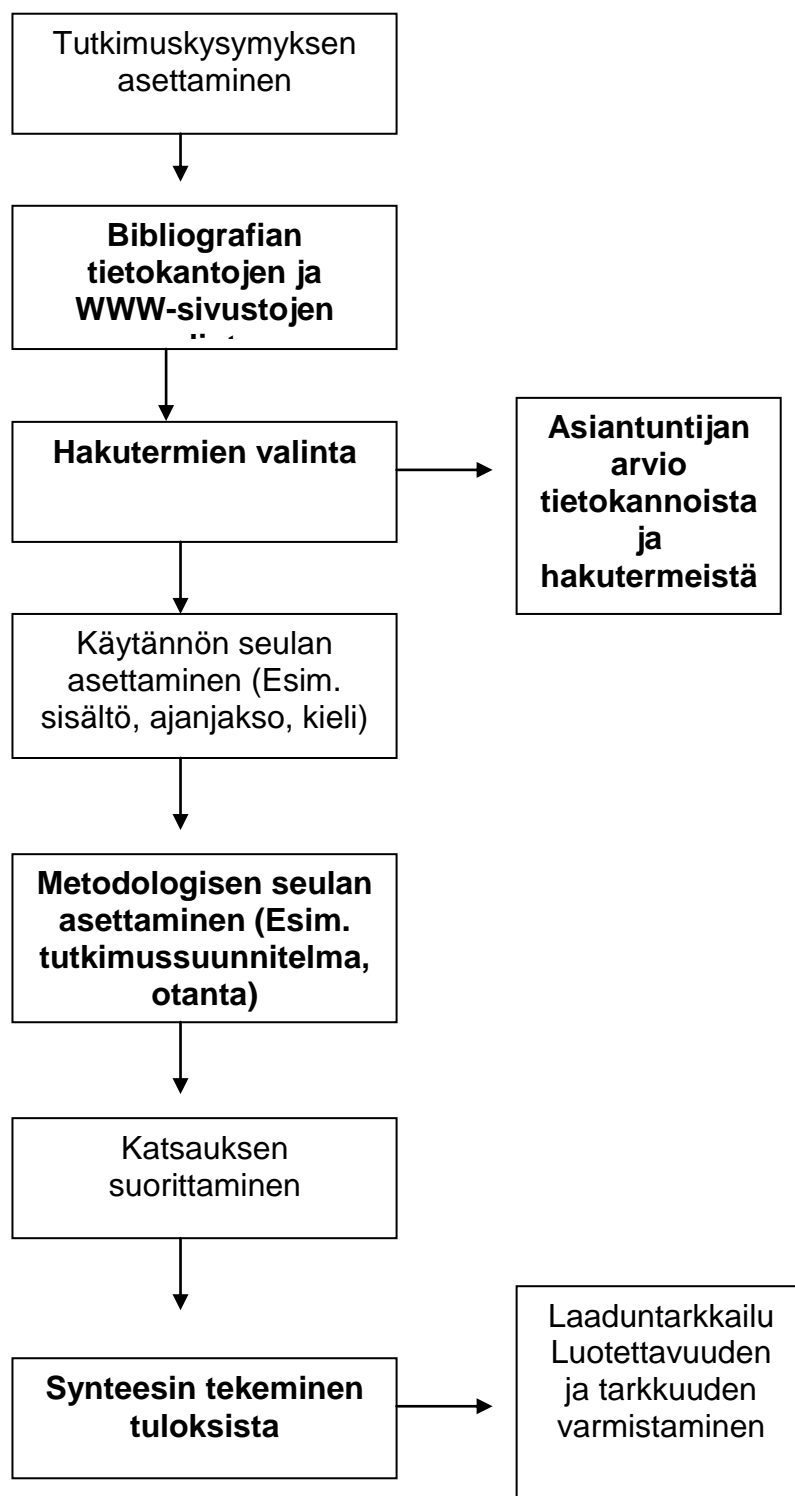 Tutkimuskysymyksen
asettaminen
Bibliografian
tietokantojen ja
WWW-sivustojen
Hakutermien valinta
Asiantuntijan
arvio
tietokannoista
ja
hakutermeistä
Käytännön seulan
asettaminen (Esim.
sisältö, ajanjakso, kieli)
Metodologisen seulan
asettaminen (Esim.
tutkimussuunnitelma,
otanta)
Katsauksen
suorittaminen
Synteesin tekeminen
tuloksista
Laaduntarkkailu
Luotettavuuden
ja tarkkuuden
varmistaminen